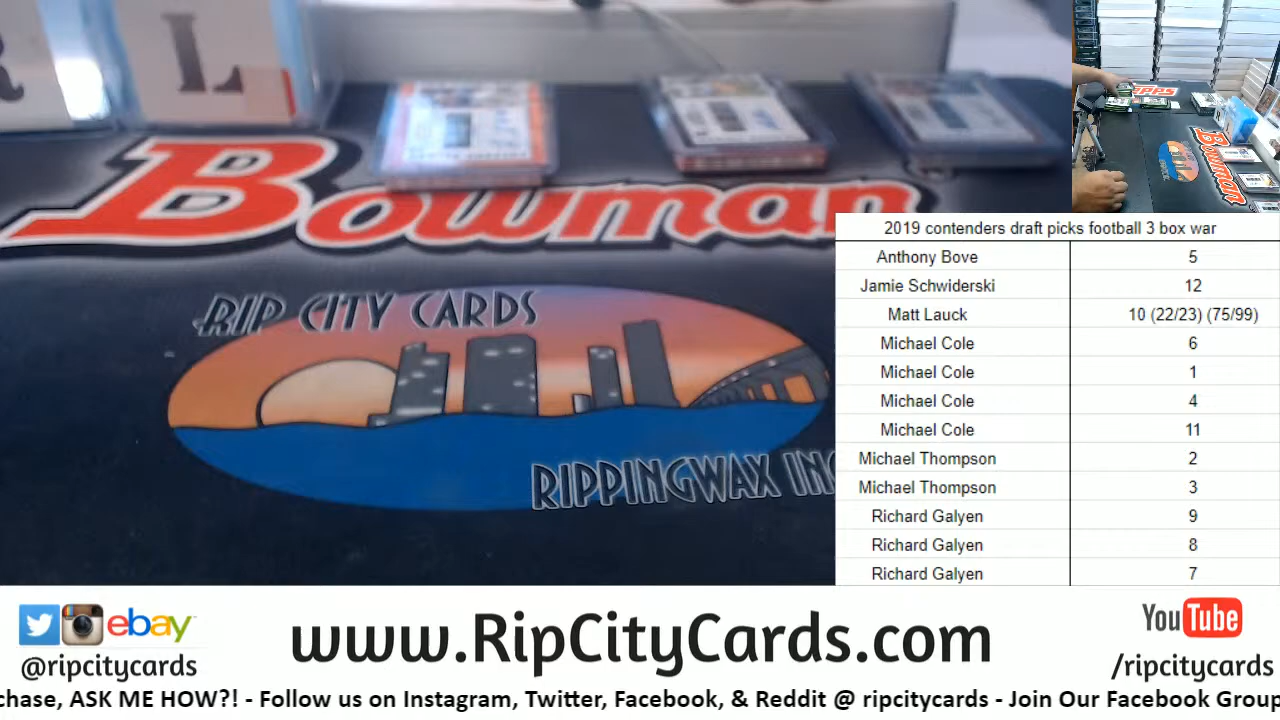 L
Bowman
RIP CITY CARDS
RIPPINGWAX INC
Bowman
2019 contenders draft picks football 3 box war
Anthony Bove 5
Jamie Schwiderski 12
Matt Lauck 10 (22/23) (75/99)
Michael Cole 6
Michael Cole 1
Michael Cole 4
Michael Cole 11
Michael Thompson 2
Michael Thompson 3
Richard Galyen 9
Richard Galyen 8
Richard Galyen 7
ebay
@ripcitycards
www.RipCityCards.com
YouTube
/ripcitycards
chase, ASK ME HOW?! - Follow us on Instagram, Twitter, Facebook, & Reddit @ ripcitycards - Join Our Facebook Group